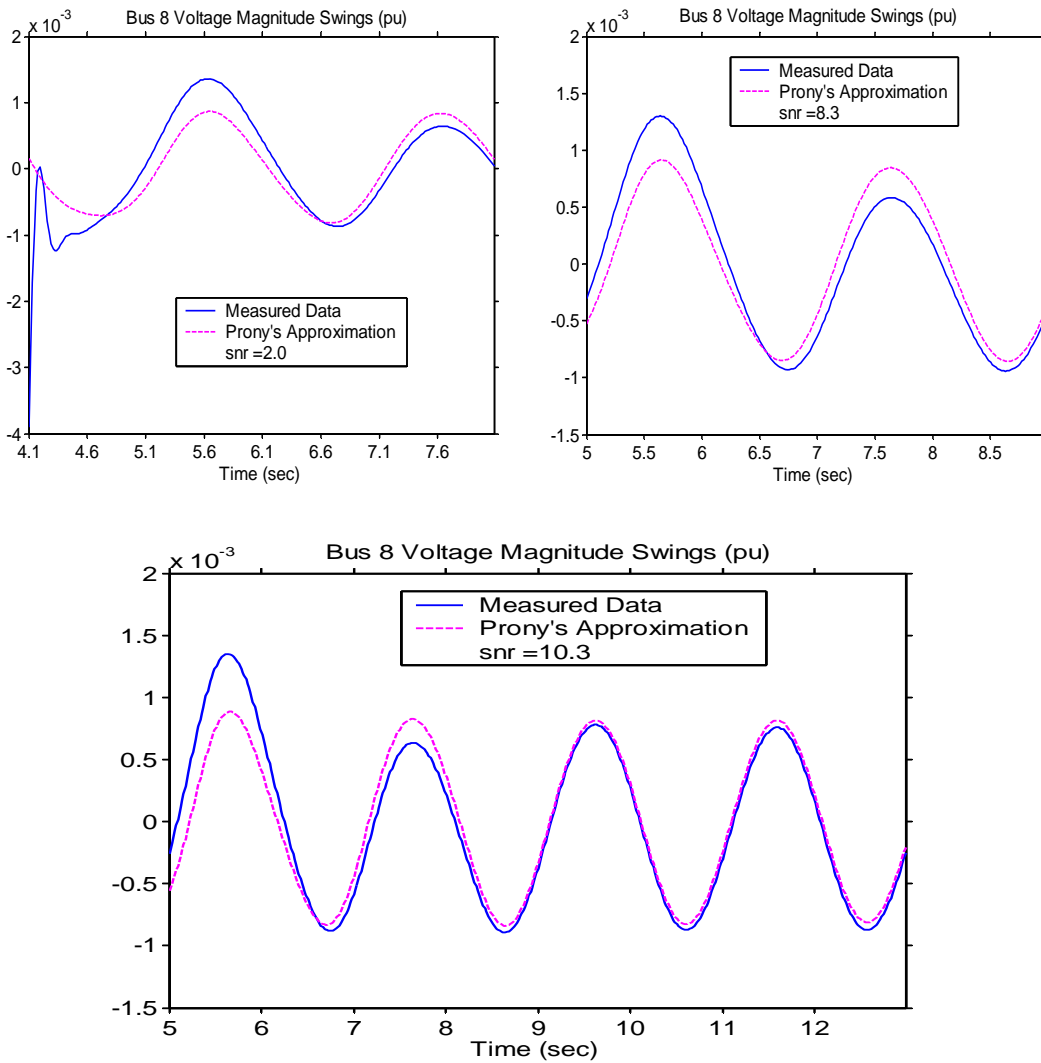 Bus 8 Voltage Magnitude Swings (pu)
x 10-3
2
1
0
-1
-2
-3
-4
Measured Data
Prony's Approximation
snr =2.0
4.1 4.6 5.1 5.6 6.1 6.6 7.1 7.6
Time (sec)
Bus 8 Voltage Magnitude Swings (pu)
x 10-3
2
1.5
1
0.5
0
-0.5
-1
-1.5
Measured Data
Prony's Approximation
snr =8.3
5 5.5 6 6.5 7 7.5 8 8.5
Time (sec)
Bus 8 Voltage Magnitude Swings (pu)
x 10-3
2
1.5
1
0.5
0
-0.5
-1
-1.5
Measured Data
Prony's Approximation
snr =10.3
5 6 7 8 9 10 11 12
Time (sec)